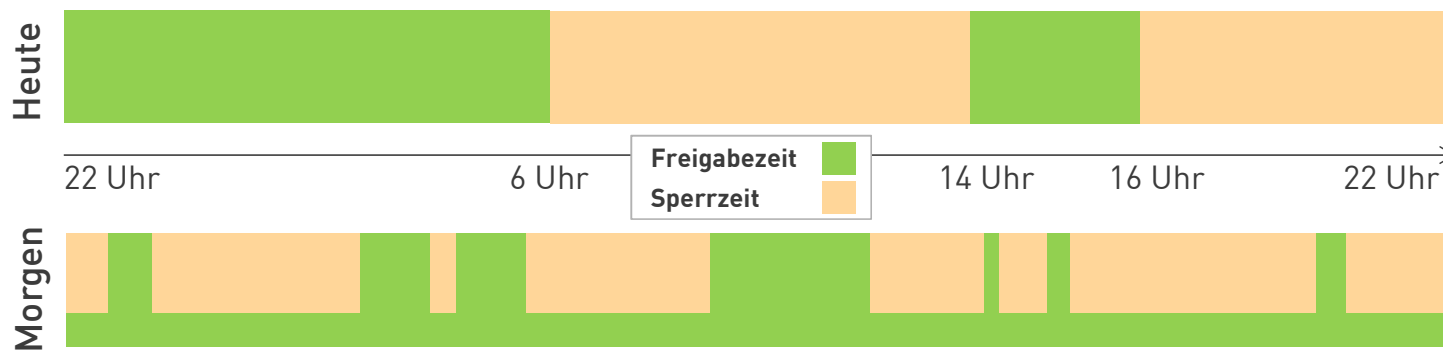 Heute
22 Uhr
6 Uhr
Freigabezeit
Sperrzeit
14 Uhr
16 Uhr
22 Uhr
Morgen